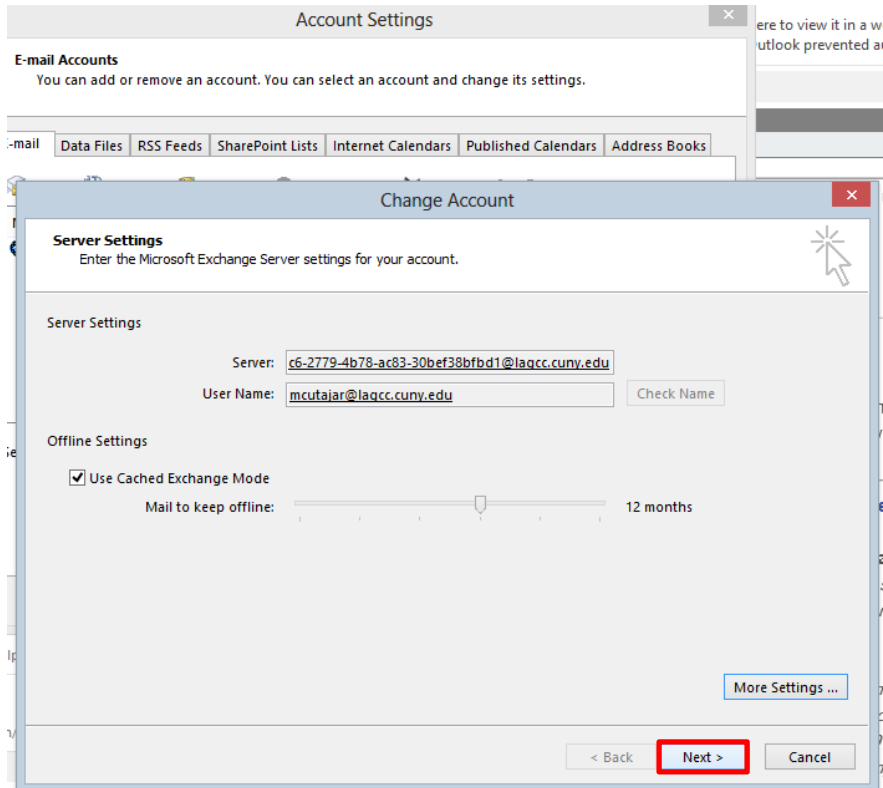 Account Settings
ere to view it in a w
utlook prevented a
E-mail Accounts
You can add or remove an account. You can select an account and change its settings.
-mail Data Files RSS Feeds SharePoint Lists Internet Calendars Published Calendars Address Books
Change Account
Server Settings
Enter the Microsoft Exchange Server settings for your account.
Server Settings
Server: c6-2779-4b78-ac83-30bef38bfbd1@lagcc.cuny.edu
User Name: mcutajar@lagcc.cuny.edu Check Name
Offline Settings
Use Cached Exchange Mode
Mail to keep offline: 12 months
More Settings ...
< Back Next > Cancel